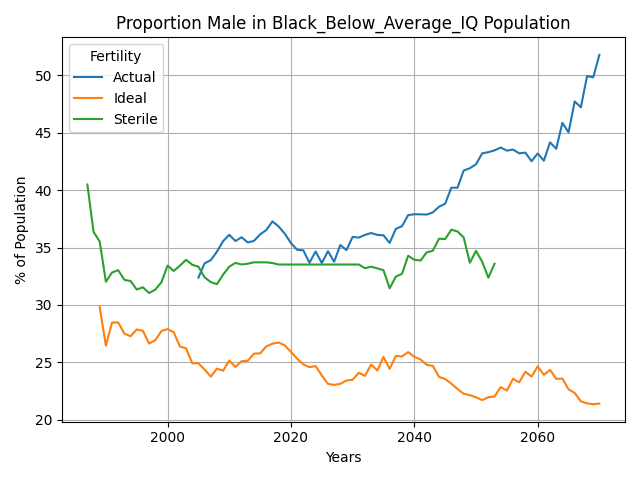 Proportion Male in Black_Below_Average_IQ Population
Fertility
Actual
Ideal
Sterile
% of Population
50
45
40
35
30
25
20
2000
2020
2040
2060
Years